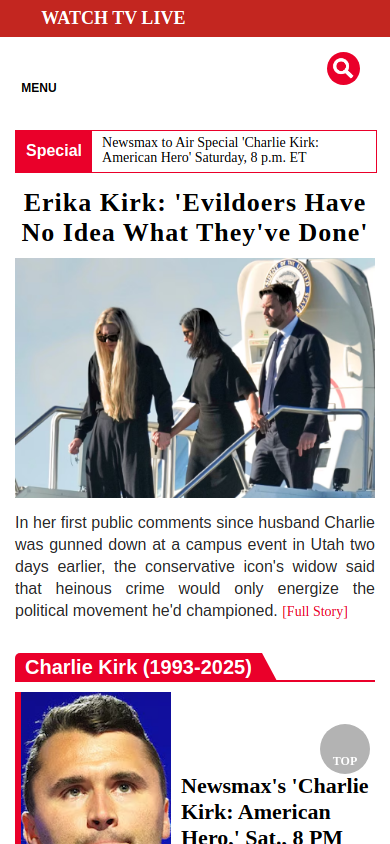 WATCH TV LIVE
MENU
Special
Newsmax to Air Special 'Charlie Kirk:
American Hero' Saturday, 8 p.m. ET
Erika Kirk: 'Evildoers Have
No Idea What They've Done'
In her first public comments since husband Charlie
was gunned down at a campus event in Utah two
days earlier, the conservative icon's widow said
that heinous crime would only energize the
political movement he'd championed. [Full Story]
Charlie Kirk (1993-2025)
TOP
Newsmax's 'Charlie
Kirk: American
Hero,' Sat., 8 PM